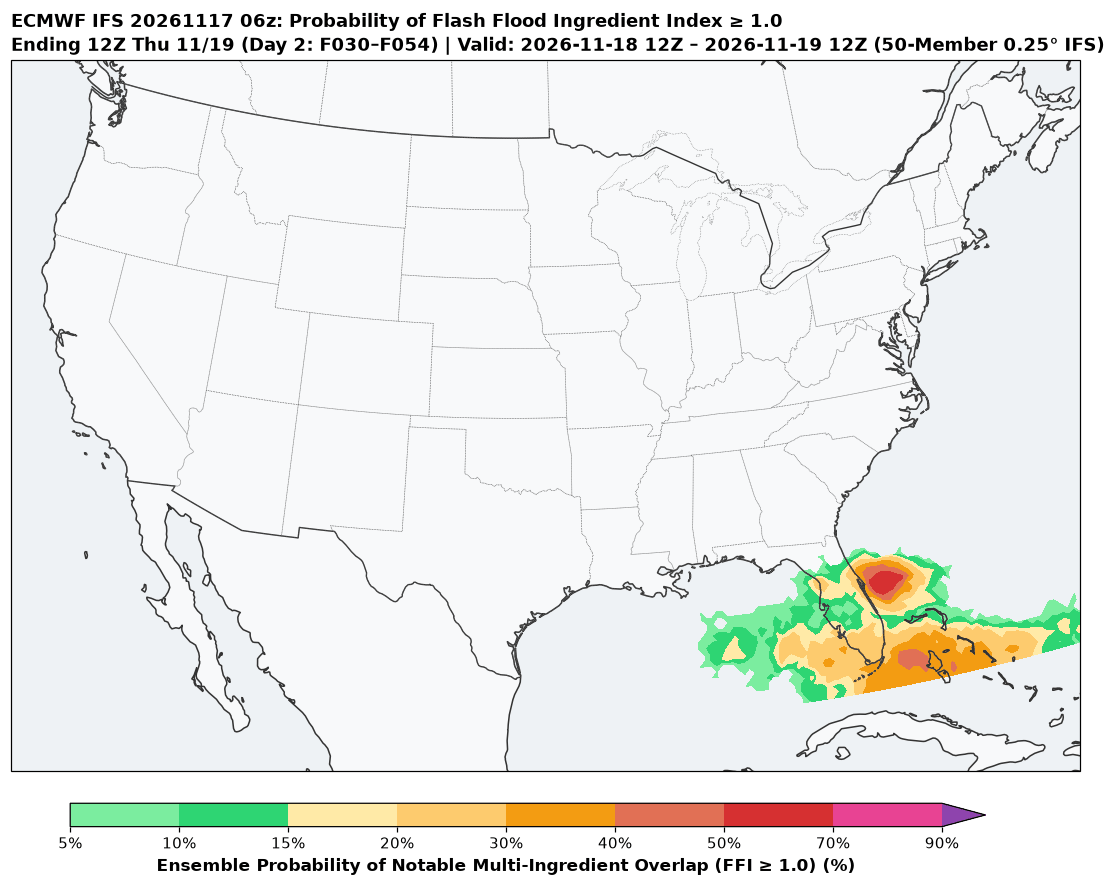 ECMWF IFS 20261117 06z: Probability of Flash Flood Ingredient Index ≥ 1.0
Ending 12Z Thu 11/19 (Day 2: F030–F054) | Valid: 2026-11-18 12Z – 2026-11-19 12Z (50-Member 0.25° IFS)
5% 10% 15% 20% 30% 40% 50% 70% 90%
Ensemble Probability of Notable Multi-Ingredient Overlap (FFI ≥ 1.0) (%)